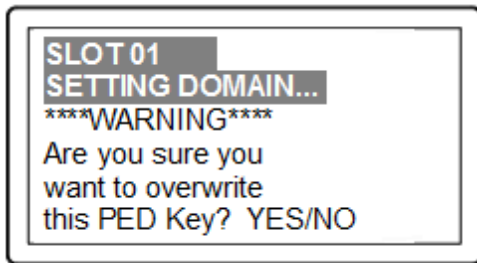 SLOT 01
SETTING DOMAIN...
****WARNING****
Are you sure you
want to overwrite
this PED Key? YES/NO